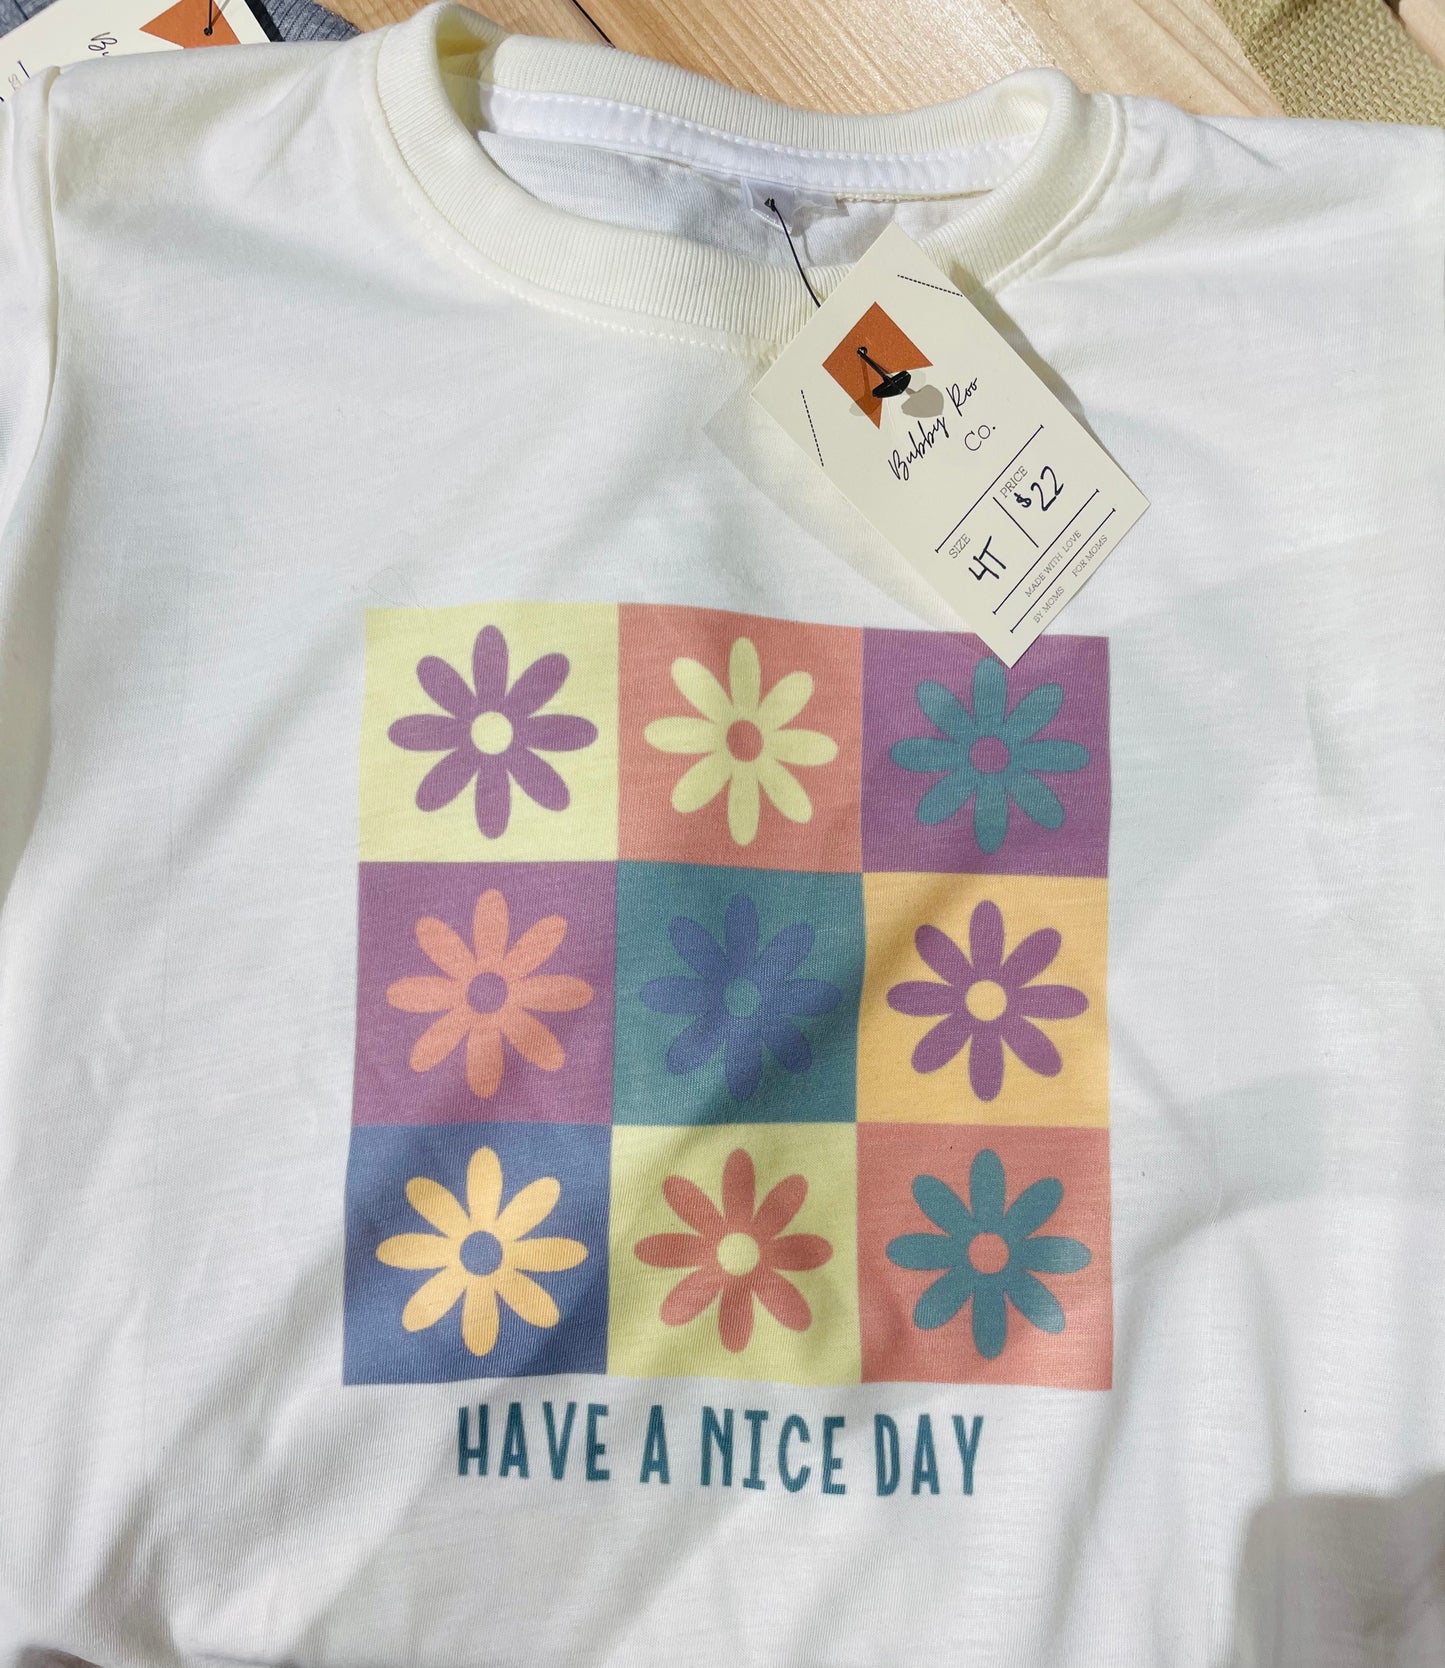 Bubby Roo
Co.
SIZE
4T
PRICE
$22
MADE WITH LOVE
BY MOMS FOR MOMS
HAVE A NICE DAY